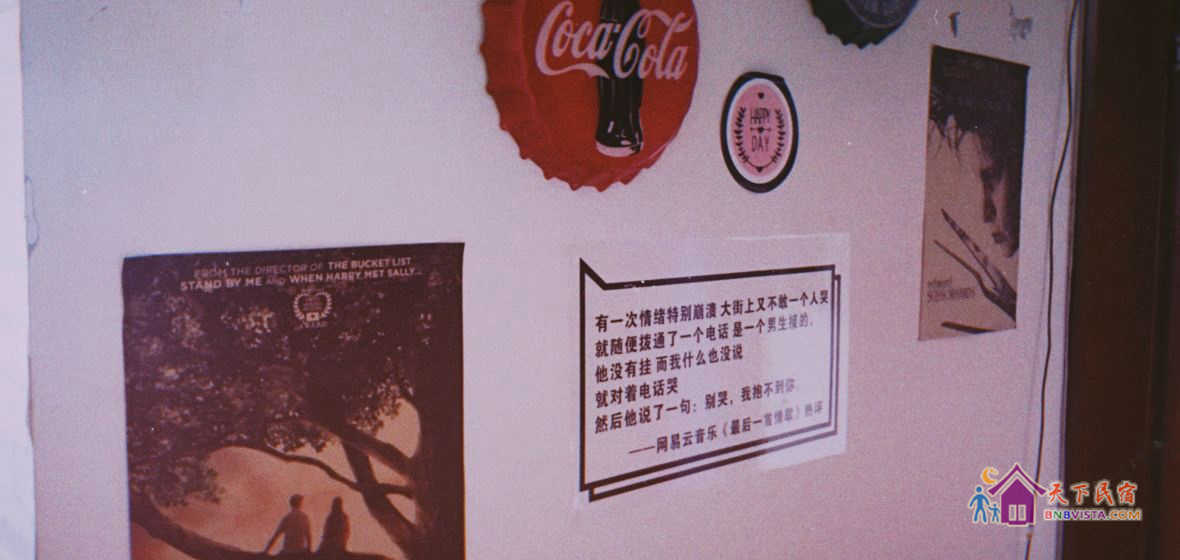 Coca-Cola
HAPPY
DAY
FROM THE DIRECTOR OF THE BUCKET LIST
STAND BY ME AND WHEN HARRY MET SALLY...
有一次情绪特别崩溃 大街上又不敢一个人哭
就随便拨通了一个电话 是一个男生接的，
他没有挂 而我什么也没说
就对着电话哭
然后他说了一句：别哭，我抱不到你
——网易云音乐《最后一首情歌》热评
edward
SCISSORHANDS
天下民宿
BNBVISTA.COM